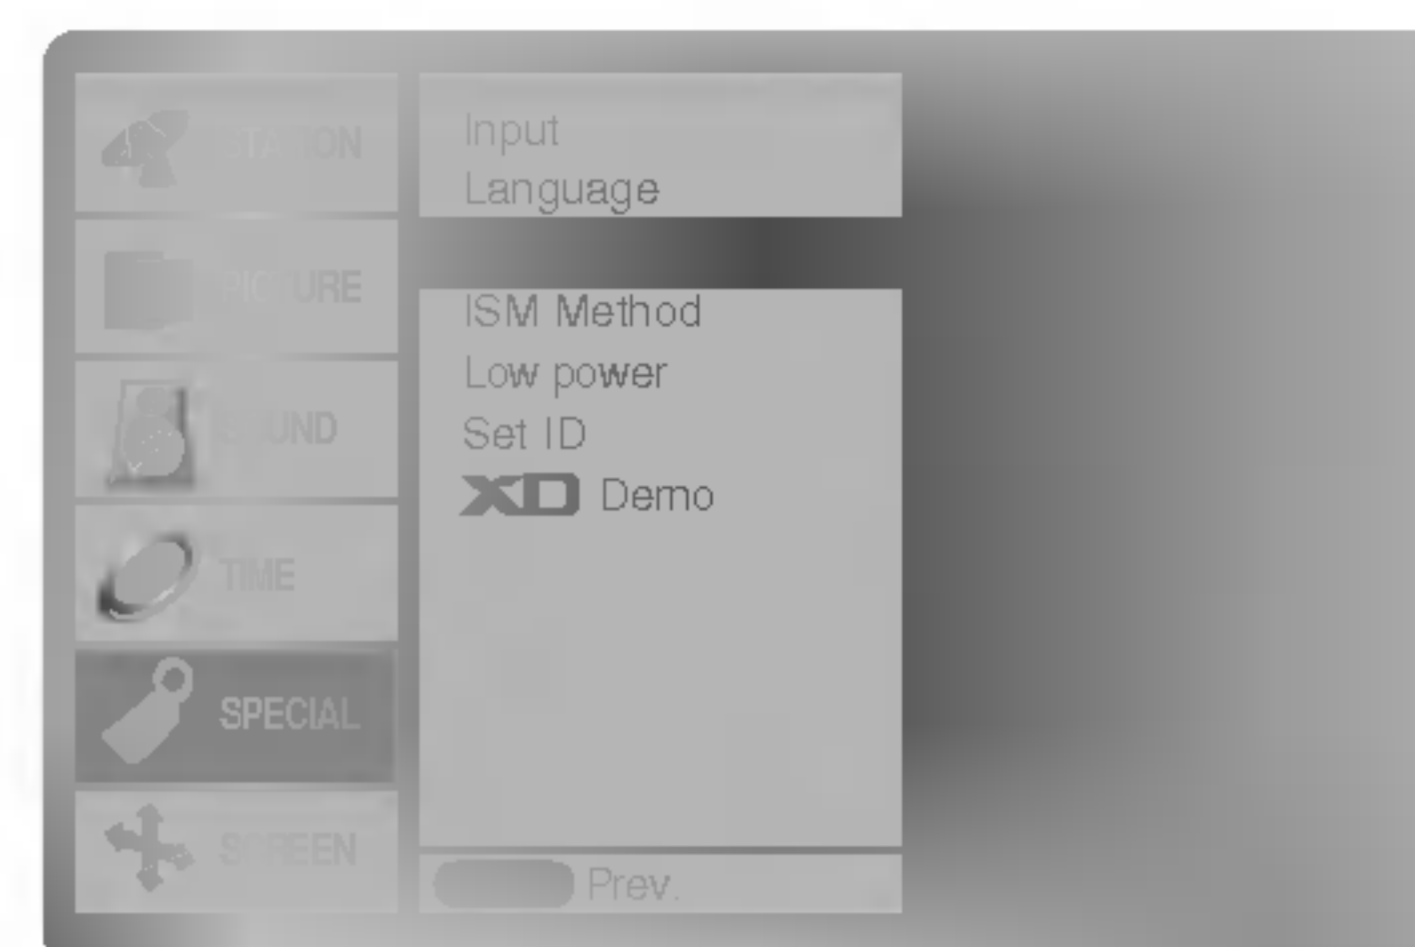 STATION
PICTURE
SOUND
TIME
SPECIAL
SCREEN
Input
Language
ISM Method
Low power
Set ID
XD Demo
Prev.